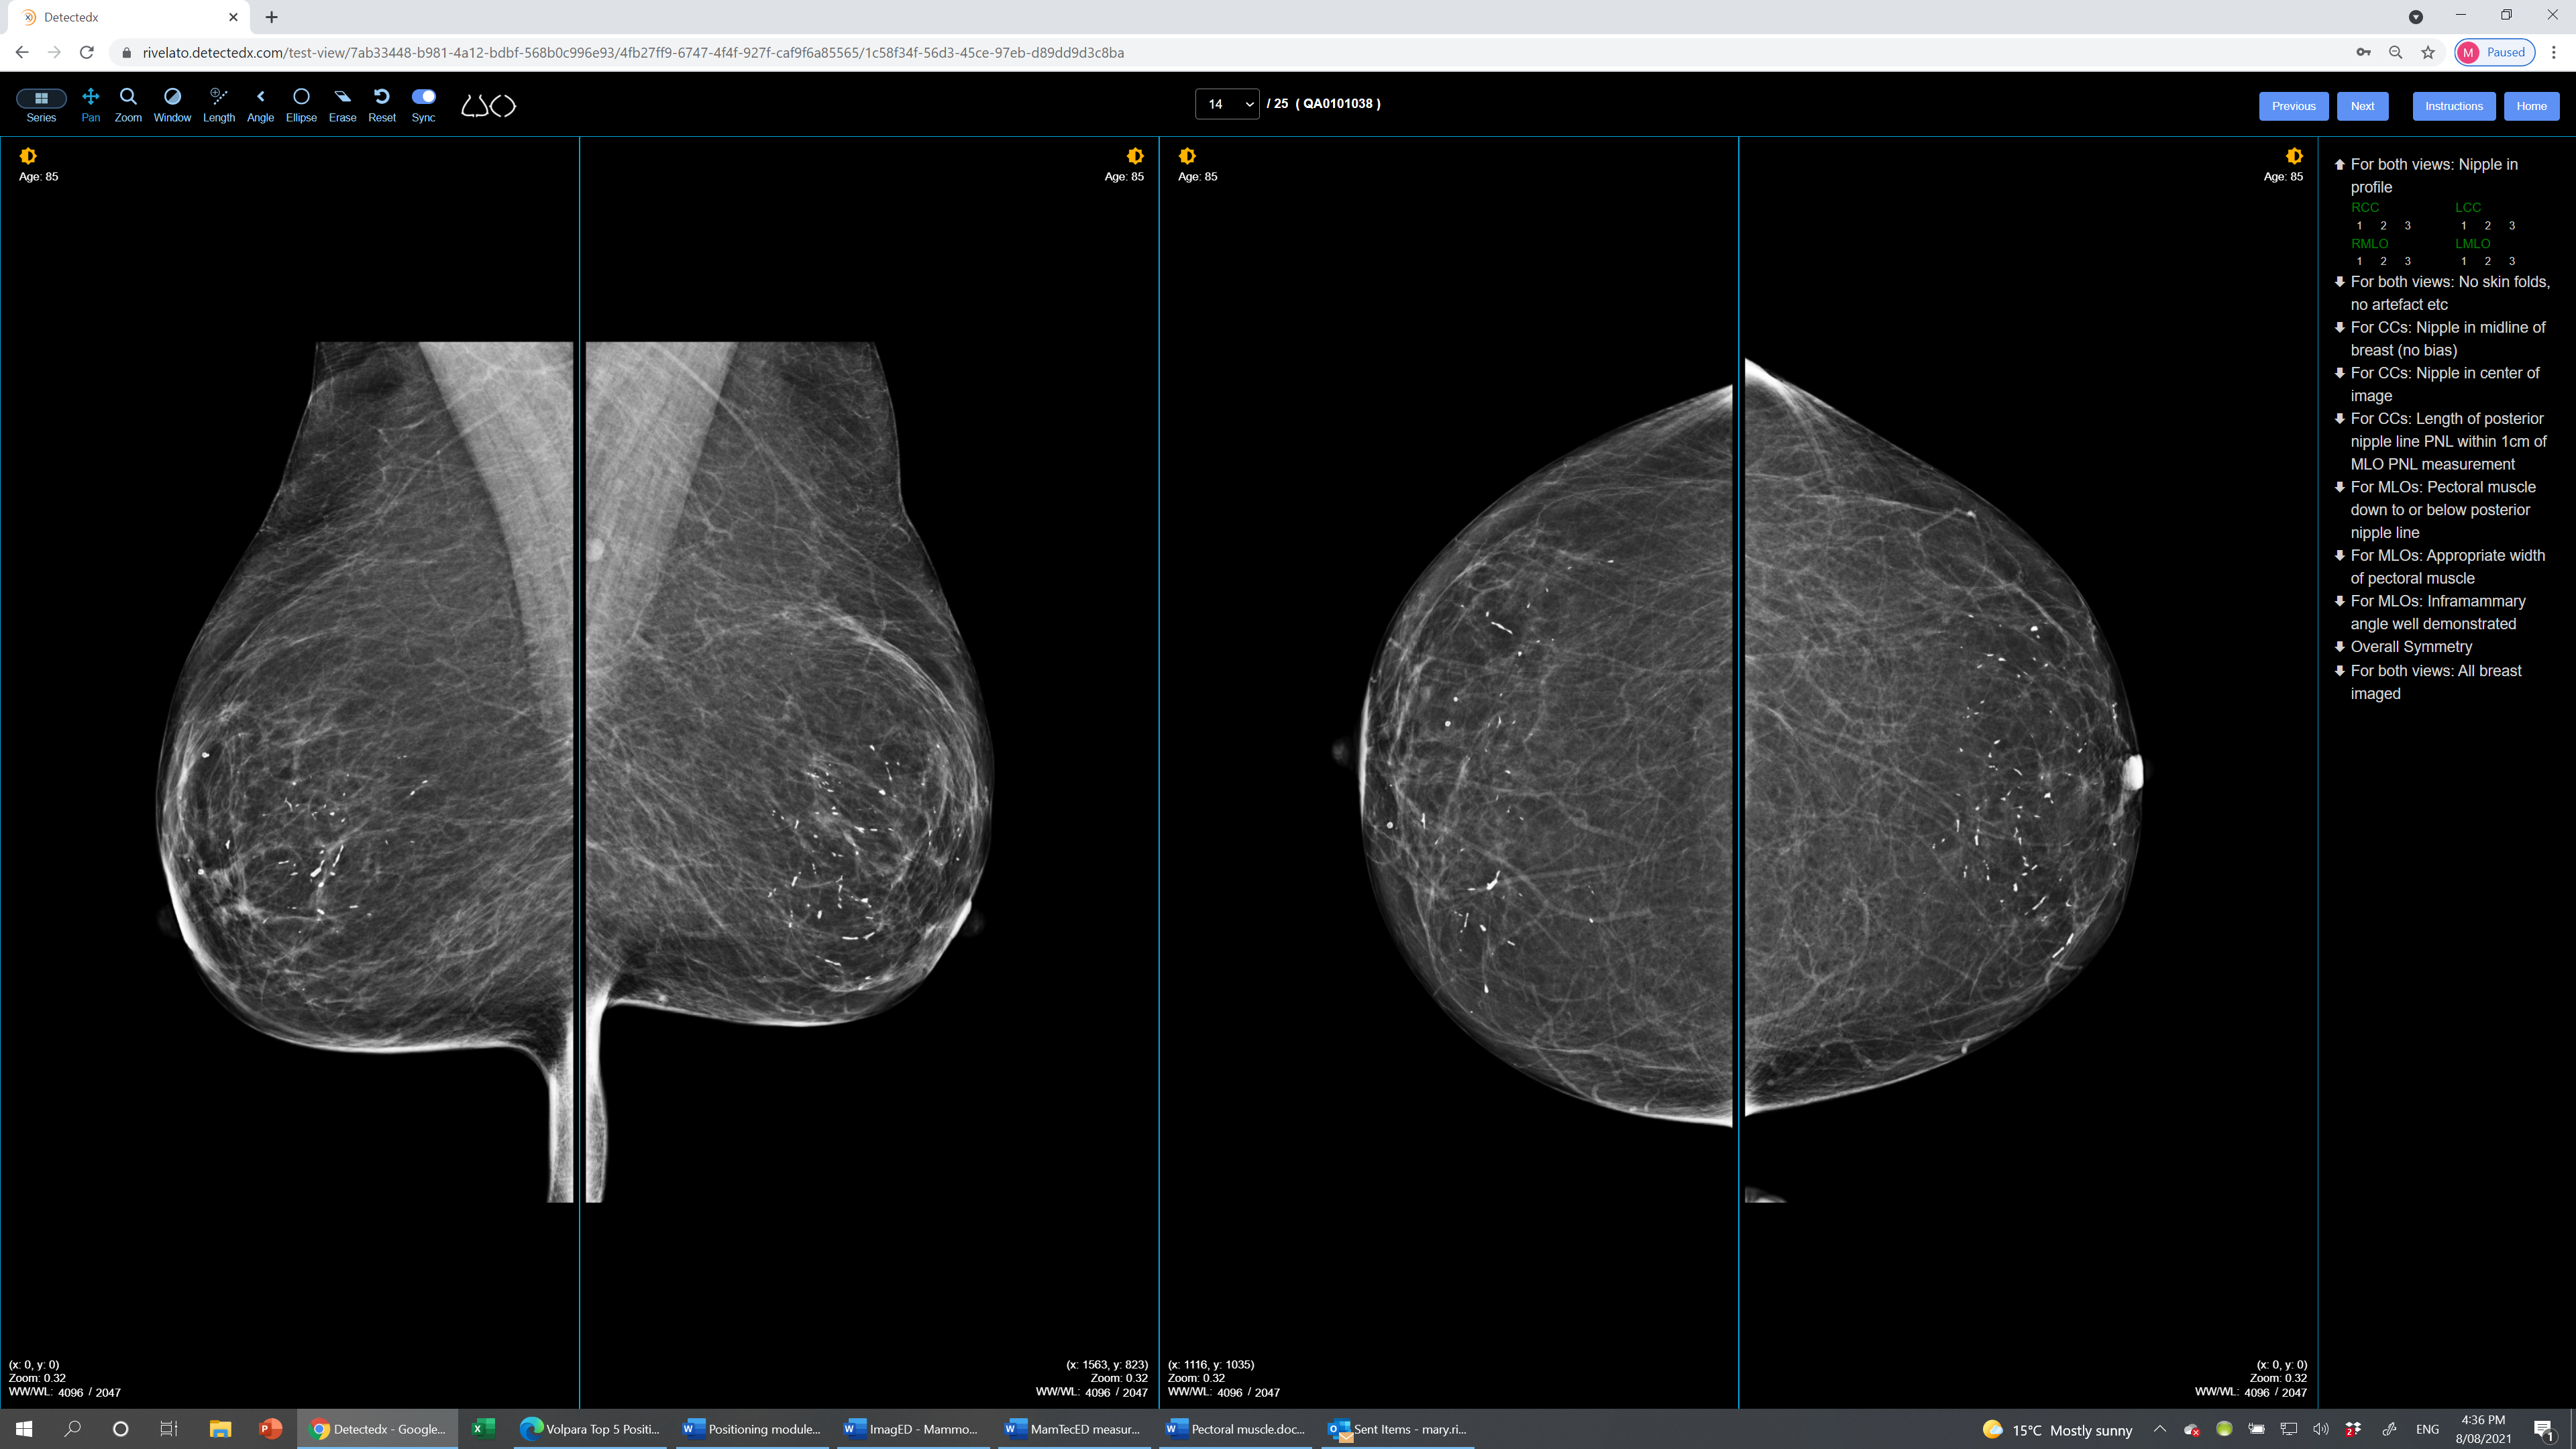 Detectedx
rivelato.detectedx.com/test-view/7ab33448-b981-4a12-bdbf-568b0c996e93/4fb27ff9-6747-4f4f-927f-caf9f6a85565/1c58f34f-56d3-45ce-97eb-d89dd9d3c8ba
M Paused
Series Pan Zoom Window Length Angle Ellipse Erase Reset Sync
14 / 25 ( QA0101038 )
Previous Next Instructions Home
Age: 85 Age: 85 Age: 85 Age: 85
For both views: Nipple in
profile
RCC LCC
1 2 3 1 2 3
RMLO LMLO
1 2 3 1 2 3
For both views: No skin folds,
no artefact etc
For CCs: Nipple in midline of
breast (no bias)
For CCs: Nipple in center of
image
For CCs: Length of posterior
nipple line PNL within 1cm of
MLO PNL measurement
For MLOs: Pectoral muscle
down to or below posterior
nipple line
For MLOs: Appropriate width
of pectoral muscle
For MLOs: Inframammary
angle well demonstrated
Overall Symmetry
For both views: All breast
imaged
(x: 0, y: 0) (x: 1563, y: 823) (x: 1116, y: 1035) (x: 0, y: 0)
Zoom: 0.32 Zoom: 0.32 Zoom: 0.32 Zoom: 0.32
WW/WL: 4096 / 2047 WW/WL: 4096 / 2047 WW/WL: 4096 / 2047 WW/WL: 4096 / 2047
Detectedx - Google... Volpara Top 5 Positi... Positioning module... ImagED - Mammo... MamTecED measur... Pectoral muscle.doc... Sent Items - mary.ri...
15°C Mostly sunny 2 ENG 4:36 PM
8/08/2021 1